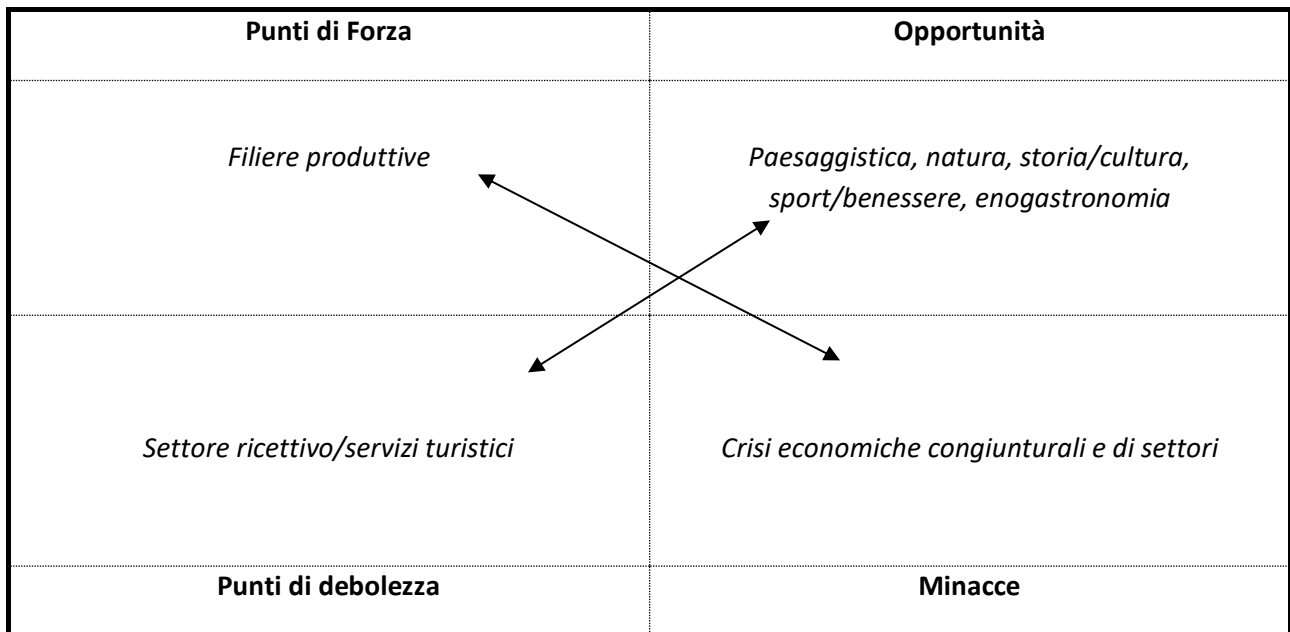 Punti di Forza
Opportunità
Filiere produttive
Paesaggistica, natura, storia/cultura,
sport/benessere, enogastronomia
Settore ricettivo/servizi turistici
Crisi economiche congiunturali e di settori
Punti di debolezza
Minacce